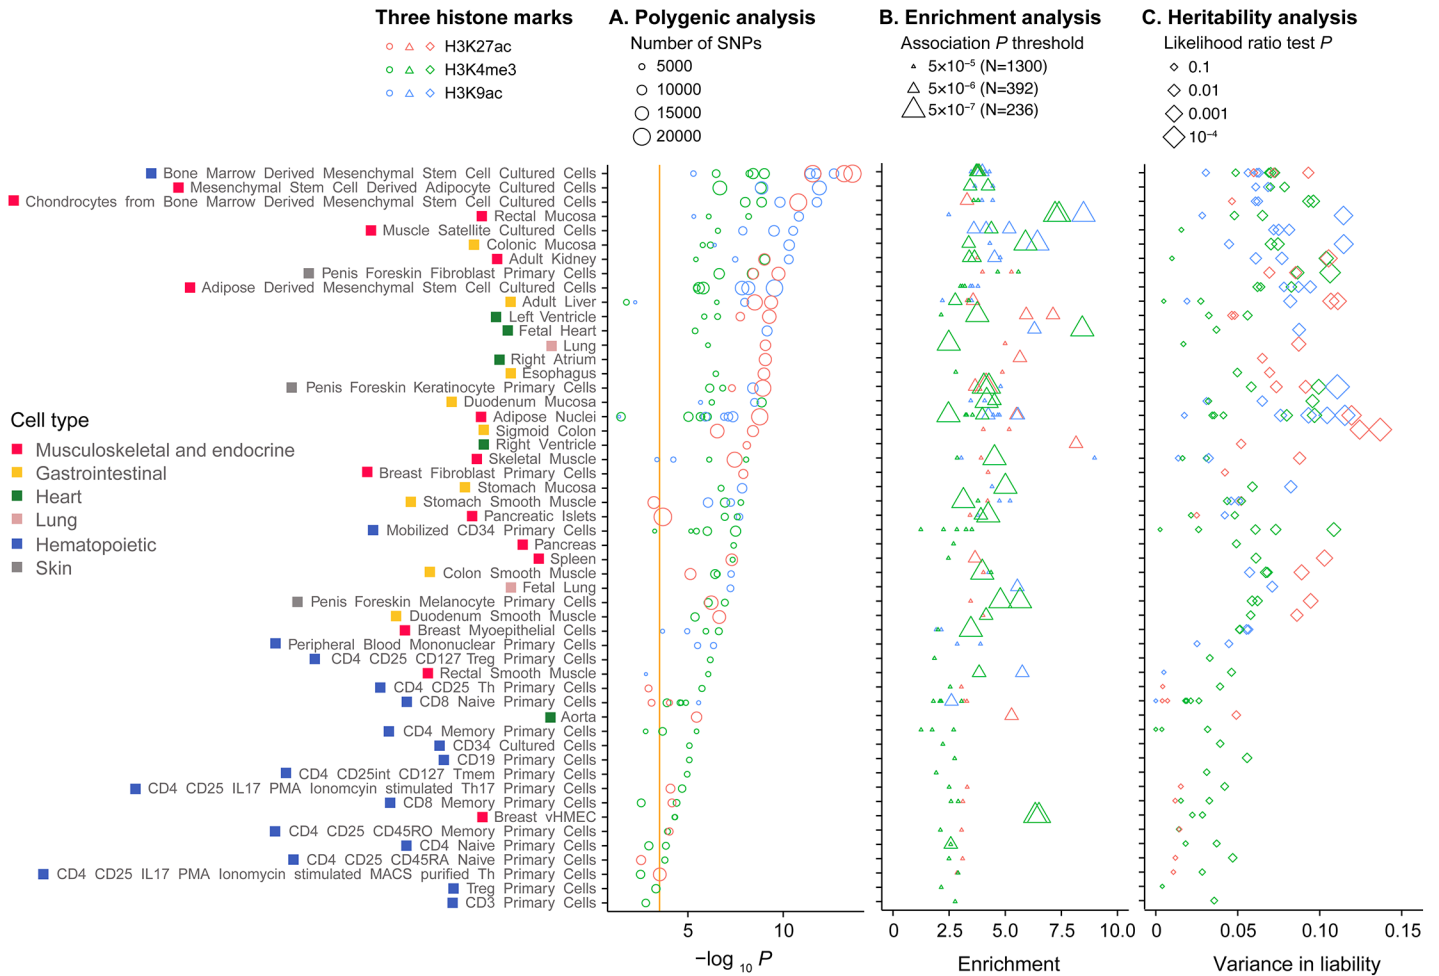 Three histone marks
H3K27ac
H3K4me3
H3K9ac
A. Polygenic analysis
Number of SNPs
5000
10000
15000
20000
B. Enrichment analysis
Association P threshold
5×10⁻⁵ (N=1300)
5×10⁻⁶ (N=392)
5×10⁻⁷ (N=236)
C. Heritability analysis
Likelihood ratio test P
0.1
0.01
0.001
10⁻⁴
Bone Marrow Derived Mesenchymal Stem Cell Cultured Cells
Mesenchymal Stem Cell Derived Adipocyte Cultured Cells
Chondrocytes from Bone Marrow Derived Mesenchymal Stem Cell Cultured Cells
Rectal Mucosa
Muscle Satellite Cultured Cells
Colonic Mucosa
Adult Kidney
Penis Foreskin Fibroblast Primary Cells
Adipose Derived Mesenchymal Stem Cell Cultured Cells
Adult Liver
Left Ventricle
Fetal Heart
Lung
Right Atrium
Esophagus
Penis Foreskin Keratinocyte Primary Cells
Duodenum Mucosa
Adipose Nuclei
Sigmoid Colon
Right Ventricle
Skeletal Muscle
Breast Fibroblast Primary Cells
Stomach Mucosa
Stomach Smooth Muscle
Pancreatic Islets
Mobilized CD34 Primary Cells
Pancreas
Spleen
Colon Smooth Muscle
Fetal Lung
Penis Foreskin Melanocyte Primary Cells
Duodenum Smooth Muscle
Breast Myoepithelial Cells
Peripheral Blood Mononuclear Primary Cells
CD4 CD25 CD127 Treg Primary Cells
Rectal Smooth Muscle
CD4 CD25 Th Primary Cells
CD8 Naive Primary Cells
Aorta
CD4 Memory Primary Cells
CD34 Cultured Cells
CD19 Primary Cells
CD4 CD25int CD127 Tmem Primary Cells
CD4 CD25 IL17 PMA Ionomcyin stimulated Th17 Primary Cells
CD8 Memory Primary Cells
Breast vHMEC
CD4 CD25 CD45RO Memory Primary Cells
CD4 Naive Primary Cells
CD4 CD25 CD45RA Naive Primary Cells
CD4 CD25 IL17 PMA Ionomycin stimulated MACS purified Th Primary Cells
Treg Primary Cells
CD3 Primary Cells
Cell type
Musculoskeletal and endocrine
Gastrointestinal
Heart
Lung
Hematopoietic
Skin
5 10
−log 10 P
0 2.5 5.0 7.5 10.0
Enrichment
0 0.05 0.10 0.15
Variance in liability